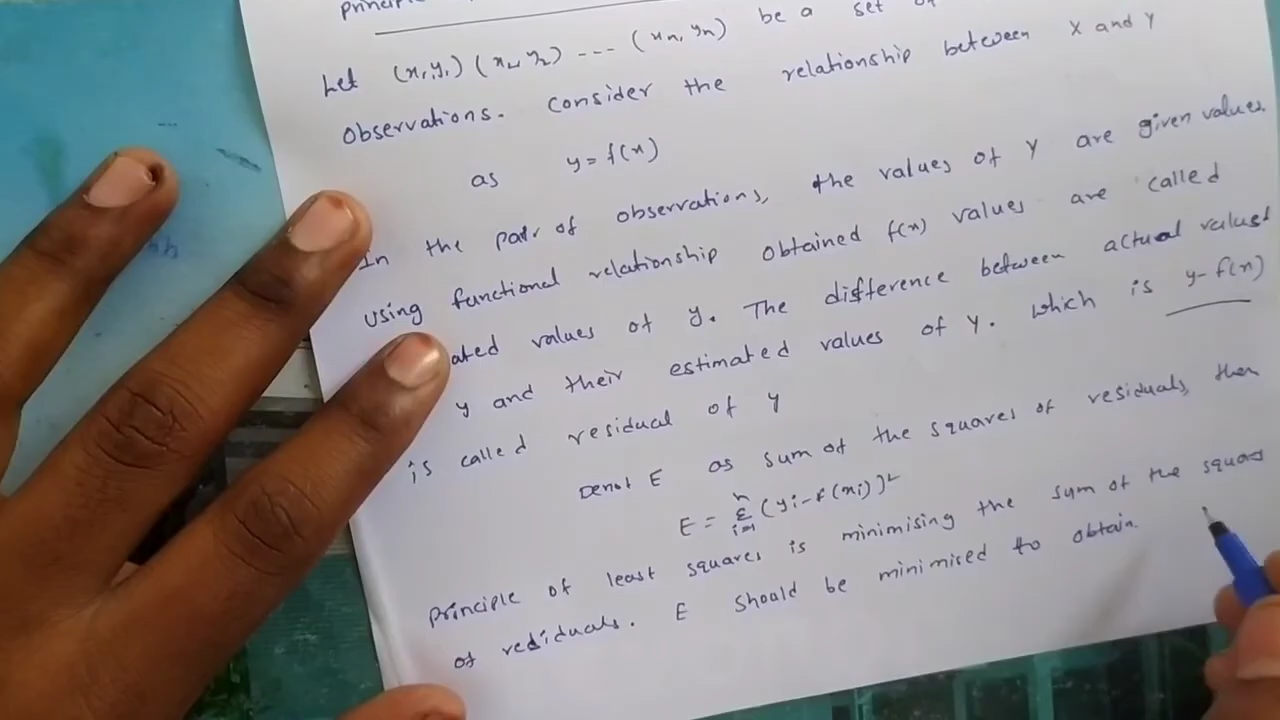 principle
Let (x1,y1) (x2, y2) --- (xn, yn) be a set of
observations. Consider the relationship between X and Y
as y = f(x)
In the pair of observations, the values of Y are given values.
using functional relationship obtained f(x) values are called
ated values of y. The difference between actual values
y and their estimated values of Y. which is y-f(x)
is called residual of y
Denot E as sum of the squares of residuals, then
E = Σ_{i=1}^{n} (yi - f(xi))²
principle of least squares is minimising the sum of the squares
of residuals. E should be minimised to obtain.